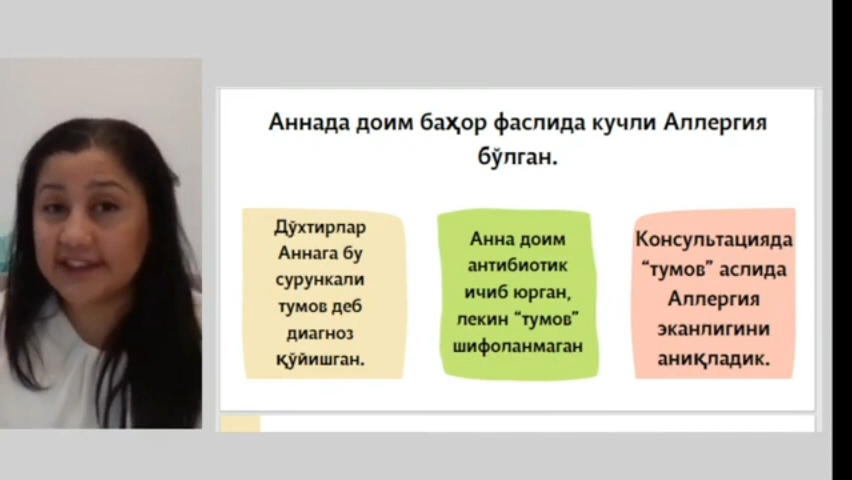 Аннада доим баҳор фаслида кучли Аллергия
бўлган.
Дўхтирлар
Аннага бу
сурункали
тумов деб
диагноз
қўйишган.
Анна доим
антибиотик
ичиб юрган,
лекин “тумов”
шифоланмаган
Консультацияда
“тумов” аслида
Аллергия
эканлигини
аниқладик.